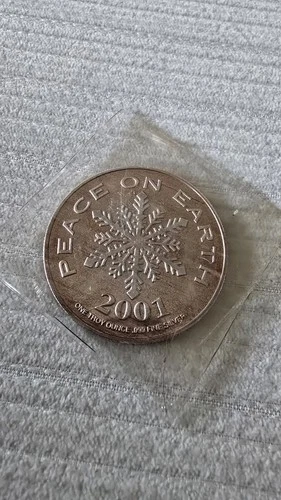 PEACE ON EARTH
2001
ONE TROY OUNCE .999 FINE SILVER